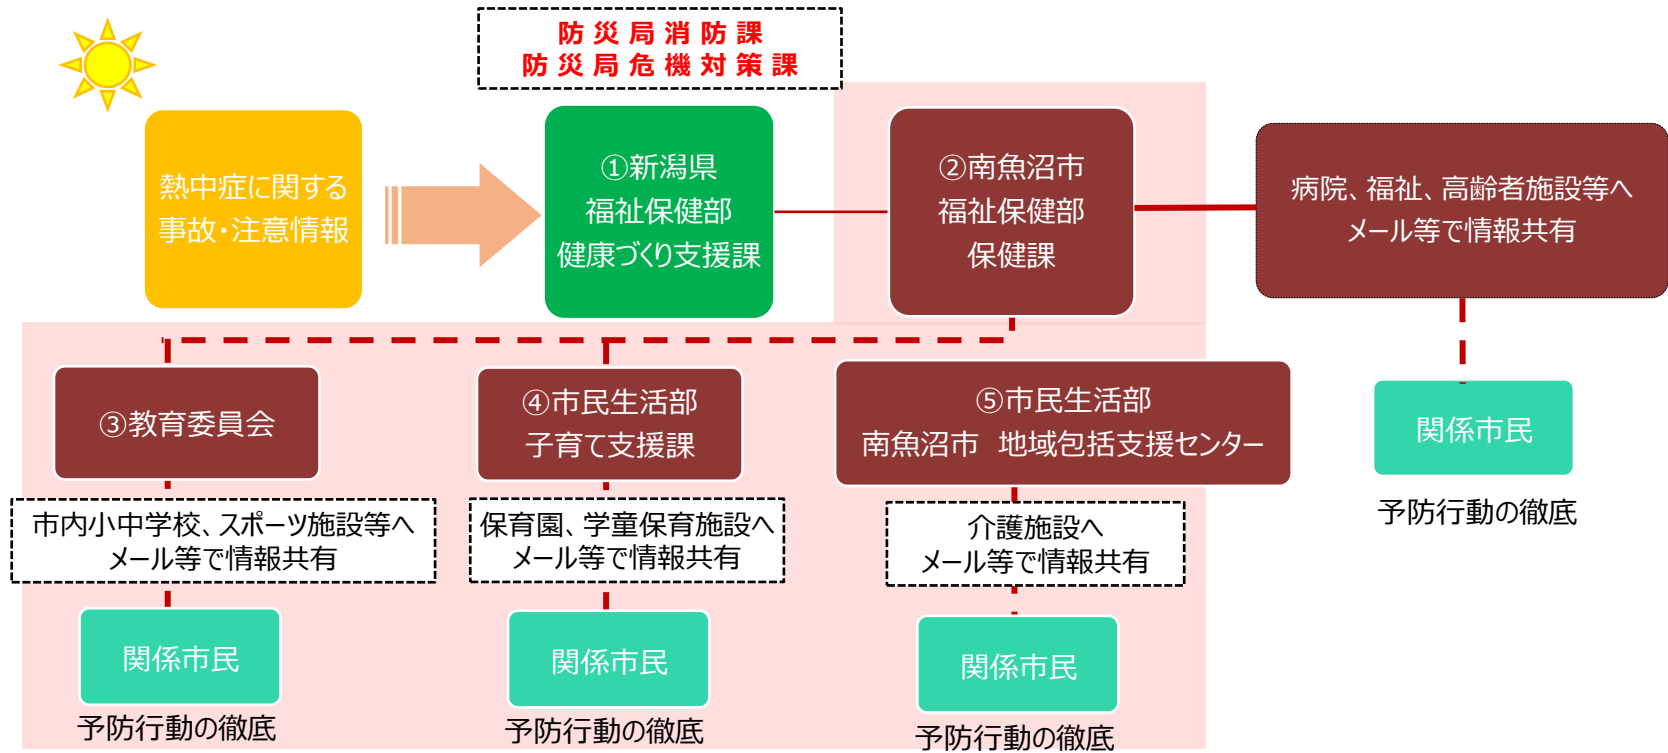 防災局消防課
防災局危機対策課
熱中症に関する
事故・注意情報
①新潟県
福祉保健部
健康づくり支援課
②南魚沼市
福祉保健部
保健課
病院、福祉、高齢者施設等へ
メール等で情報共有
③教育委員会
④市民生活部
子育て支援課
⑤市民生活部
南魚沼市　地域包括支援センター
関係市民
予防行動の徹底
市内小中学校、スポーツ施設等へ
メール等で情報共有
保育園、学童保育施設へ
メール等で情報共有
介護施設へ
メール等で情報共有
関係市民
関係市民
関係市民
予防行動の徹底
予防行動の徹底
予防行動の徹底